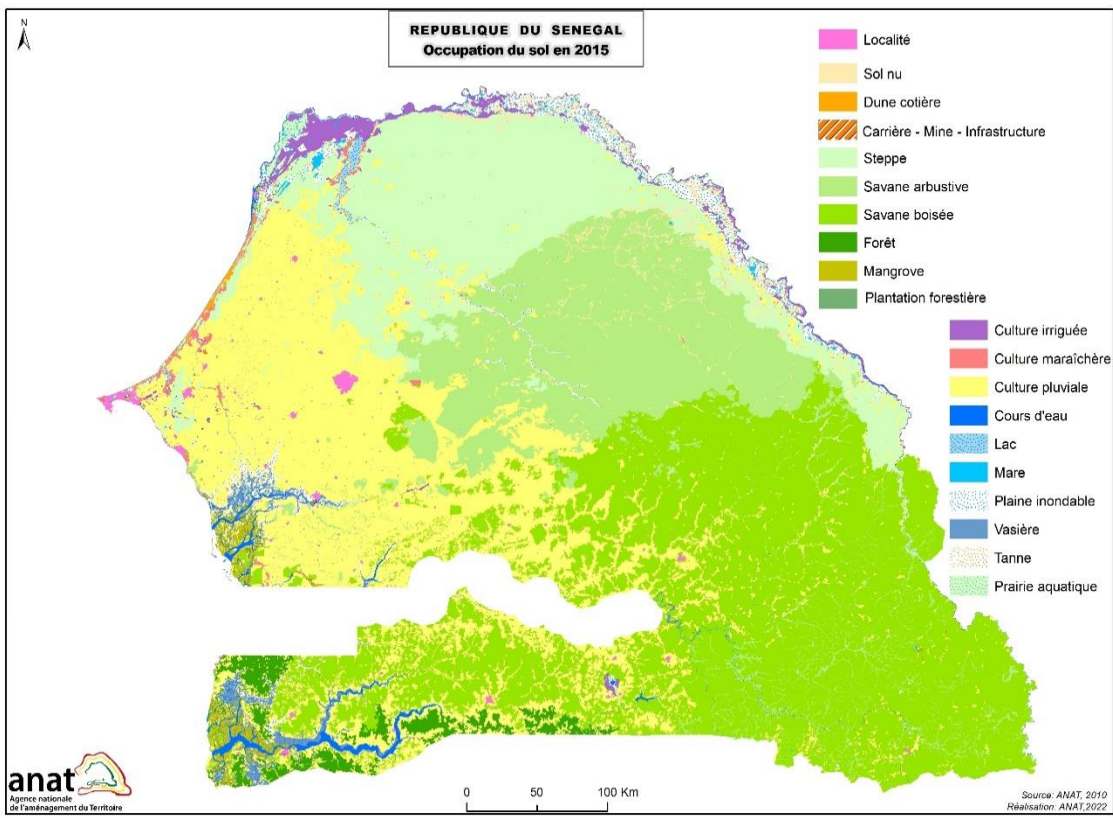 N
REPUBLIQUE DU SENEGAL
Occupation du sol en 2015
Localité
Sol nu
Dune cotière
Carrière - Mine - Infrastructure
Steppe
Savane arbustive
Savane boisée
Forêt
Mangrove
Plantation forestière
Culture irriguée
Culture maraîchère
Culture pluviale
Cours d'eau
Lac
Mare
Plaine inondable
Vasière
Tanne
Prairie aquatique
anat
Agence nationale
de l'aménagement du Territoire
0 50 100 Km
Source: ANAT, 2010
Réalisation: ANAT,2022